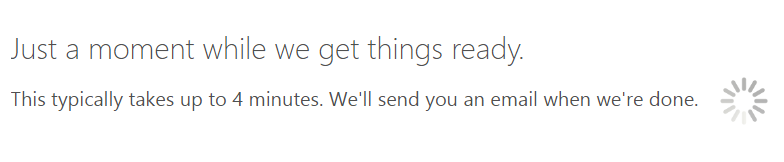 Just a moment while we get things ready.
This typically takes up to 4 minutes. We'll send you an email when we're done.